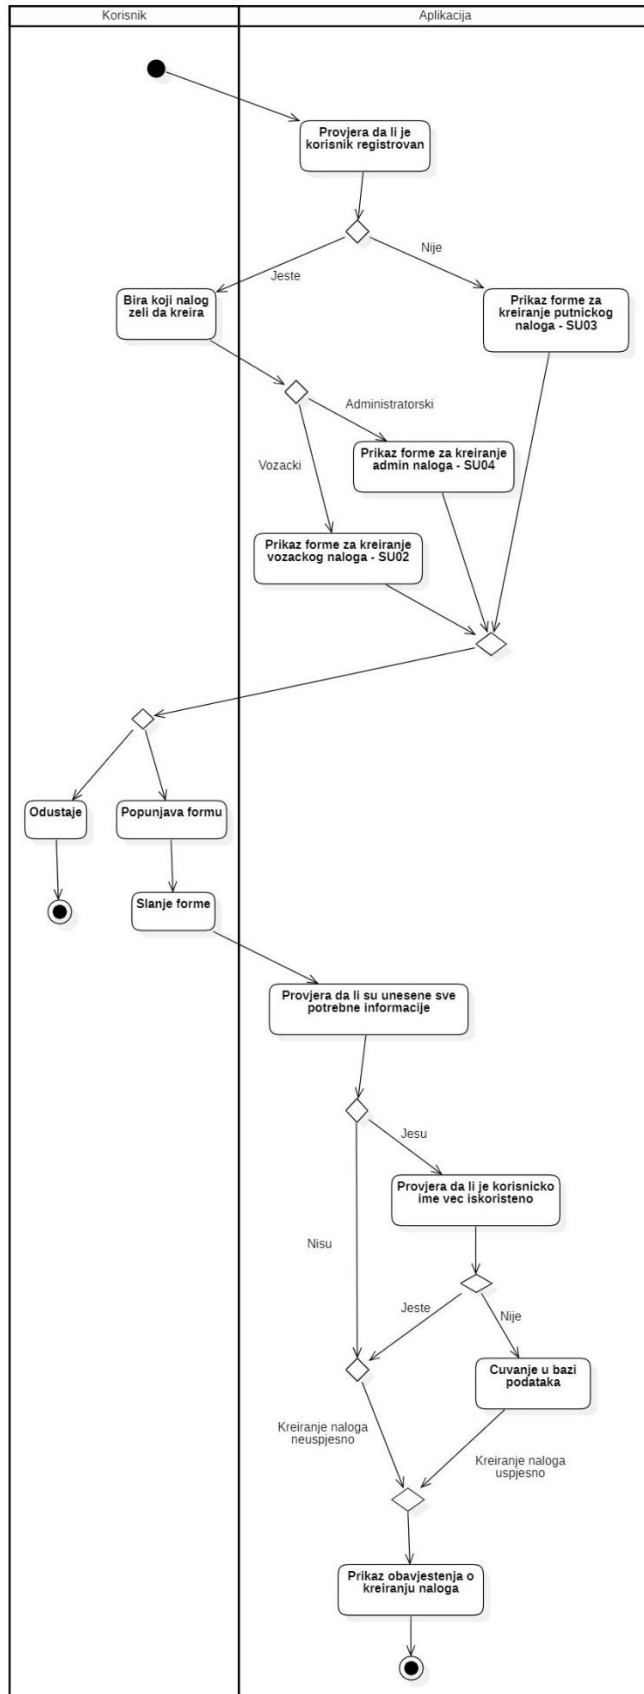 Korisnik
Aplikacija
Provjera da li je
korisnik registrovan
Jeste
Nije
Bira koji nalog
zeli da kreira
Prikaz forme za
kreiranje putnickog
naloga - SU03
Administratorski
Vozacki
Prikaz forme za kreiranje
admin naloga - SU04
Prikaz forme za kreiranje
vozackog naloga - SU02
Odustaje
Popunjava formu
Slanje forme
Provjera da li su unesene sve
potrebne informacije
Jesu
Provjera da li je korisnicko
ime vec iskoristeno
Nisu
Jeste
Nije
Cuvanje u bazi
podataka
Kreiranje naloga
neuspjesno
Kreiranje naloga
uspjesno
Prikaz obavjestenja o
kreiranju naloga